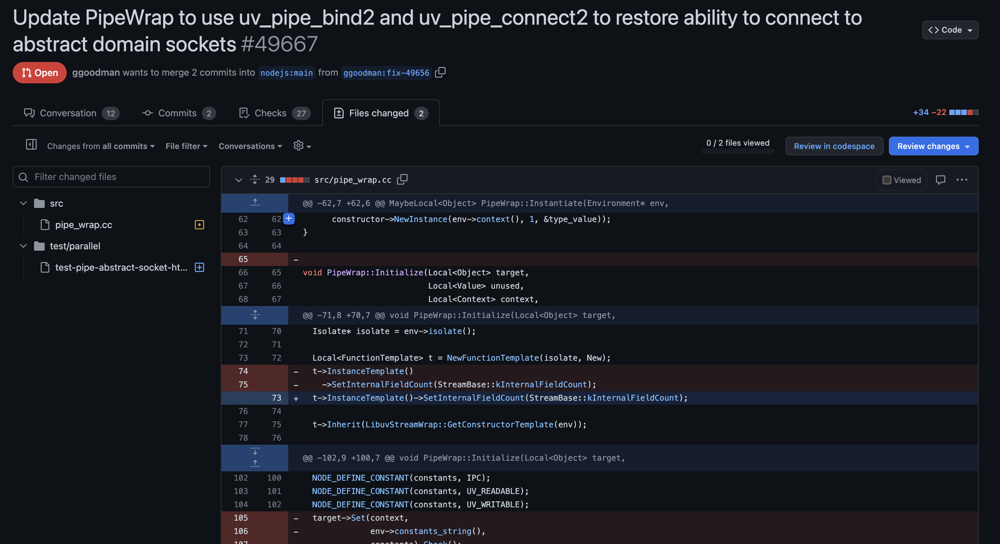 Update PipeWrap to use uv_pipe_bind2 and uv_pipe_connect2 to restore ability to connect to
abstract domain sockets #49667
<> Code
Open ggoodman wants to merge 2 commits into nodejs:main from ggoodman:fix-49656
Conversation 12 Commits 2 Checks 27 Files changed 2 +34 −22
Changes from all commits File filter Conversations 0 / 2 files viewed Review in codespace Review changes
Filter changed files
src
pipe_wrap.cc
test/parallel
test-pipe-abstract-socket-ht...
29 src/pipe_wrap.cc Viewed
@@ -62,7 +62,6 @@ MaybeLocal<Object> PipeWrap::Instantiate(Environment* env,
62 62 constructor->NewInstance(env->context(), 1, &type_value));
63 63 }
64 64
65 -
66 65 void PipeWrap::Initialize(Local<Object> target,
67 66 Local<Value> unused,
68 67 Local<Context> context,
@@ -71,8 +70,7 @@ void PipeWrap::Initialize(Local<Object> target,
71 70 Isolate* isolate = env->isolate();
72 71
73 72 Local<FunctionTemplate> t = NewFunctionTemplate(isolate, New);
74 - t->InstanceTemplate()
75 - ->SetInternalFieldCount(StreamBase::kInternalFieldCount);
73 + t->InstanceTemplate()->SetInternalFieldCount(StreamBase::kInternalFieldCount);
76 74
77 75 t->Inherit(LibuvStreamWrap::GetConstructorTemplate(env));
78 76
@@ -102,9 +100,7 @@ void PipeWrap::Initialize(Local<Object> target,
102 100 NODE_DEFINE_CONSTANT(constants, IPC);
103 101 NODE_DEFINE_CONSTANT(constants, UV_READABLE);
104 102 NODE_DEFINE_CONSTANT(constants, UV_WRITABLE);
105 - target->Set(context,
106 - env->constants_string(),
107 constants).Check();